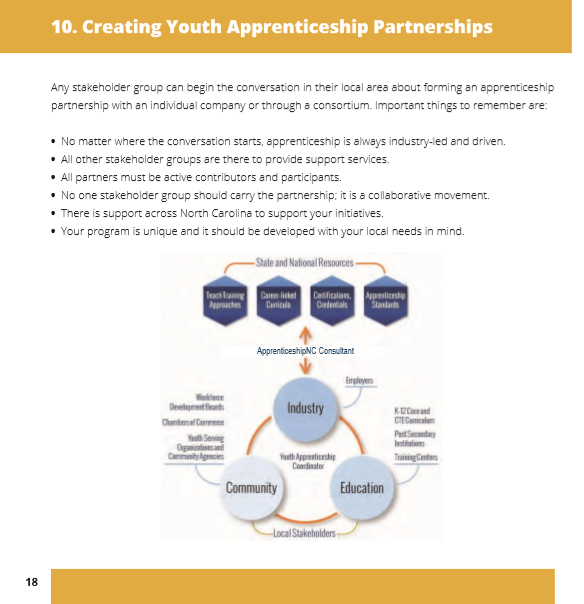 10. Creating Youth Apprenticeship Partnerships
Any stakeholder group can begin the conversation in their local area about forming an apprenticeship
partnership with an individual company or through a consortium. Important things to remember are:
• No matter where the conversation starts, apprenticeship is always industry-led and driven.
• All other stakeholder groups are there to provide support services.
• All partners must be active contributors and participants.
• No one stakeholder group should carry the partnership; it is a collaborative movement.
• There is support across North Carolina to support your initiatives.
• Your program is unique and it should be developed with your local needs in mind.
State and National Resources
Teach Training
Approaches
Career-linked
Curricula
Certifications,
Credentials
Apprenticeship
Standards
ApprenticeshipNC Consultant
Employers
Industry
Workforce
Development Boards
Chambers of Commerce
Youth Serving
Organizations and
Community Agencies
K-12 Core and
CTE Curriculum
Post Secondary
Institutions
Training Centers
Youth Apprenticeship
Coordinator
Community
Education
Local Stakeholders
18